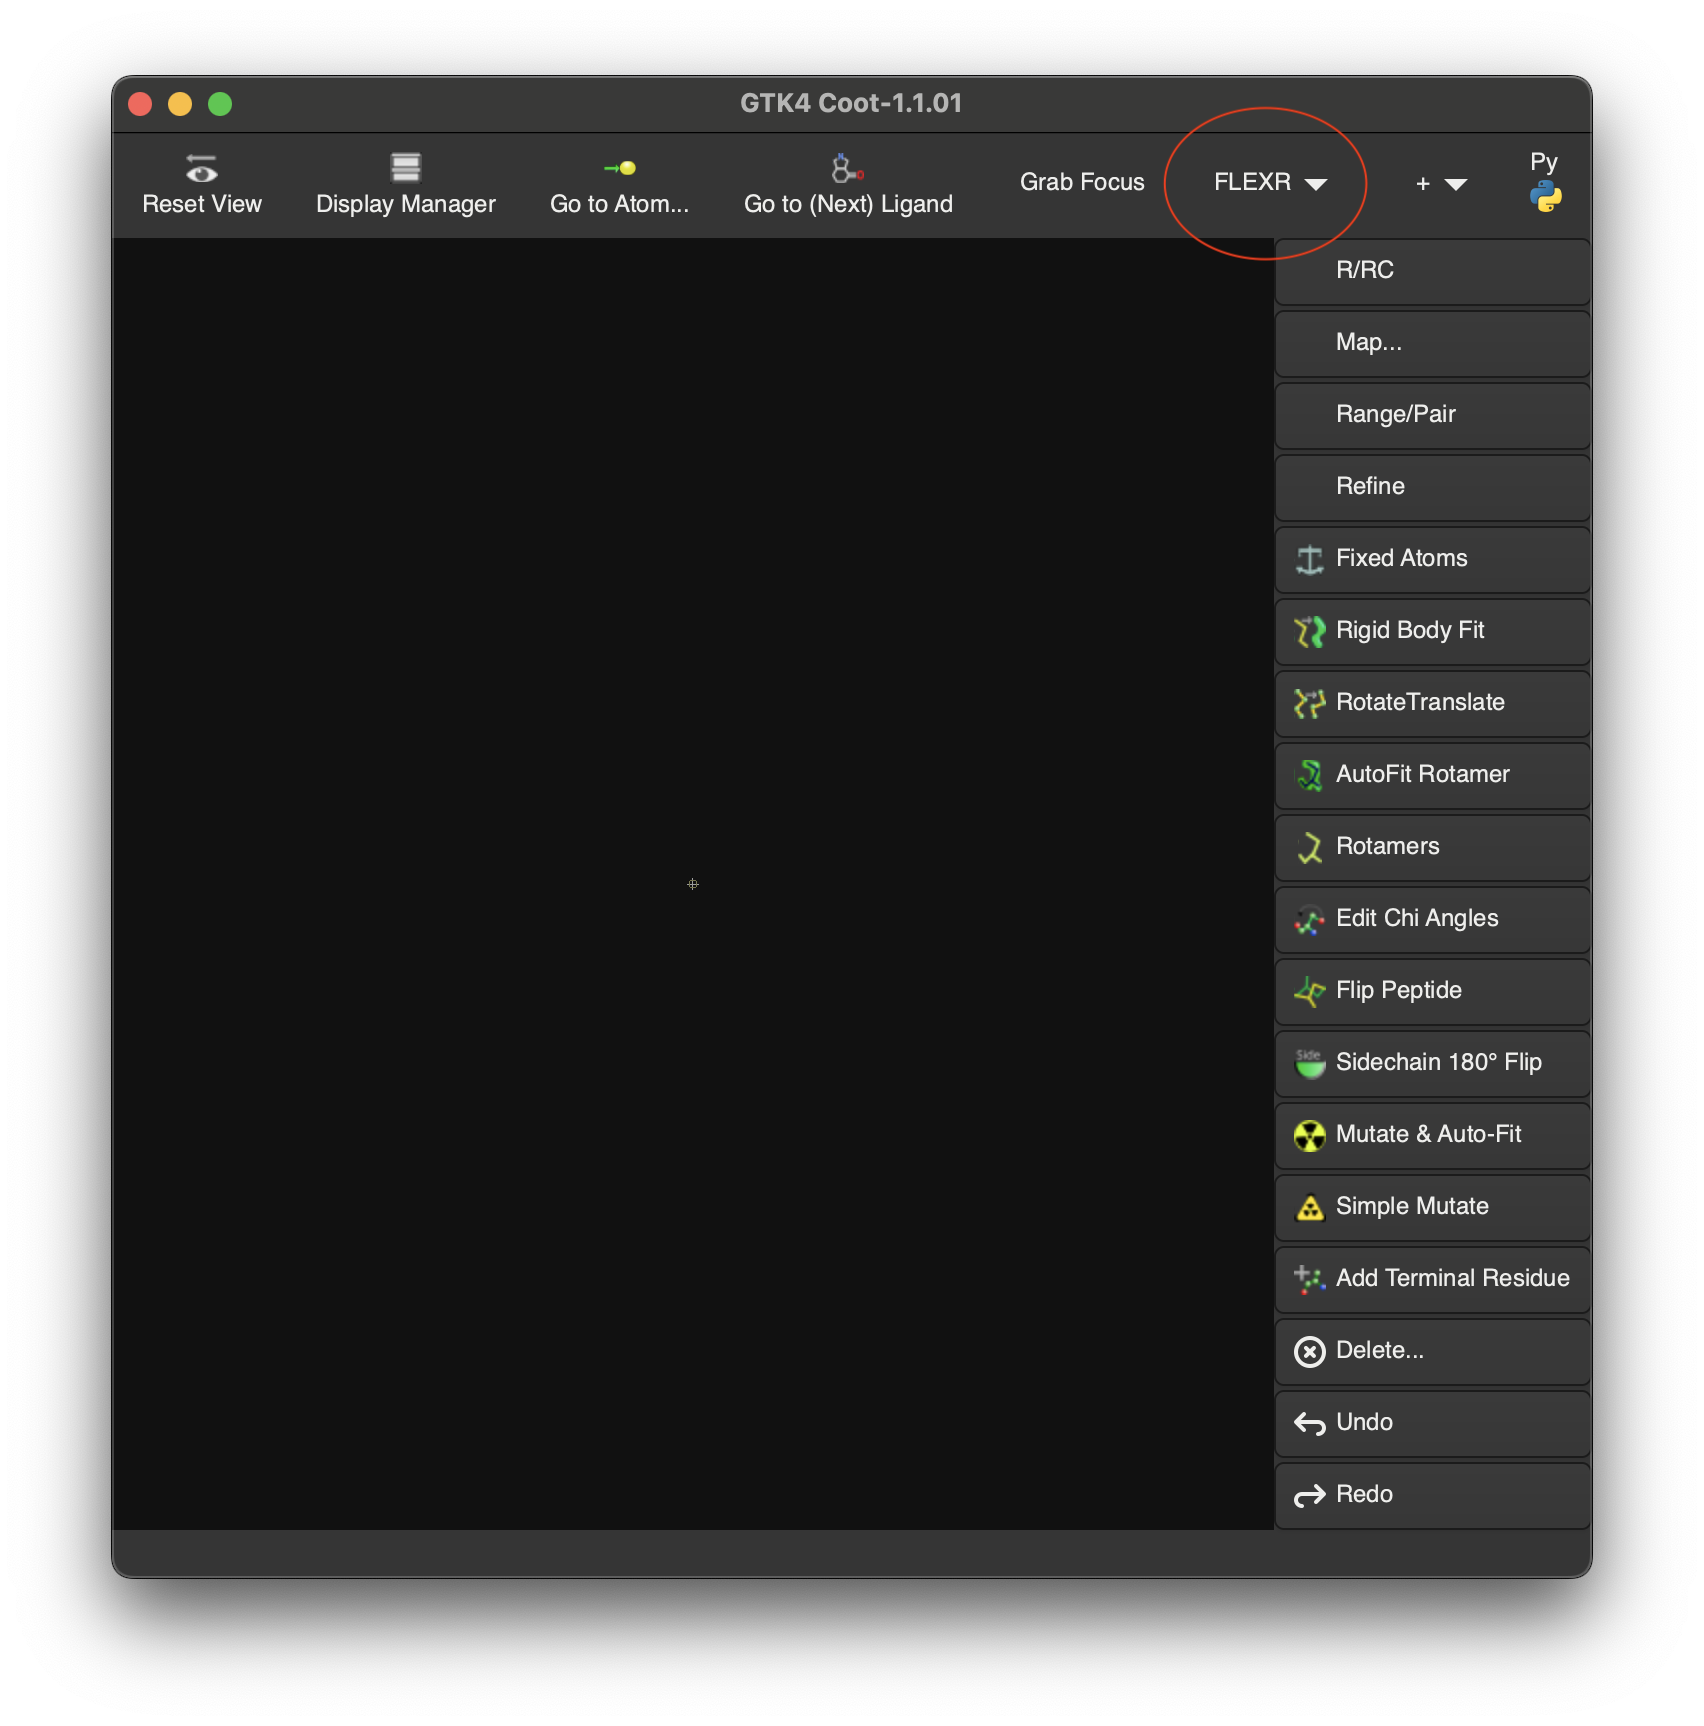 GTK4 Coot-1.1.01
Reset View
Display Manager
Go to Atom...
Go to (Next) Ligand
Grab Focus
FLEXR
+
Py
R/RC
Map...
Range/Pair
Refine
Fixed Atoms
Rigid Body Fit
RotateTranslate
AutoFit Rotamer
Rotamers
Edit Chi Angles
Flip Peptide
Side
Sidechain 180° Flip
Mutate & Auto-Fit
Simple Mutate
Add Terminal Residue
Delete...
Undo
Redo